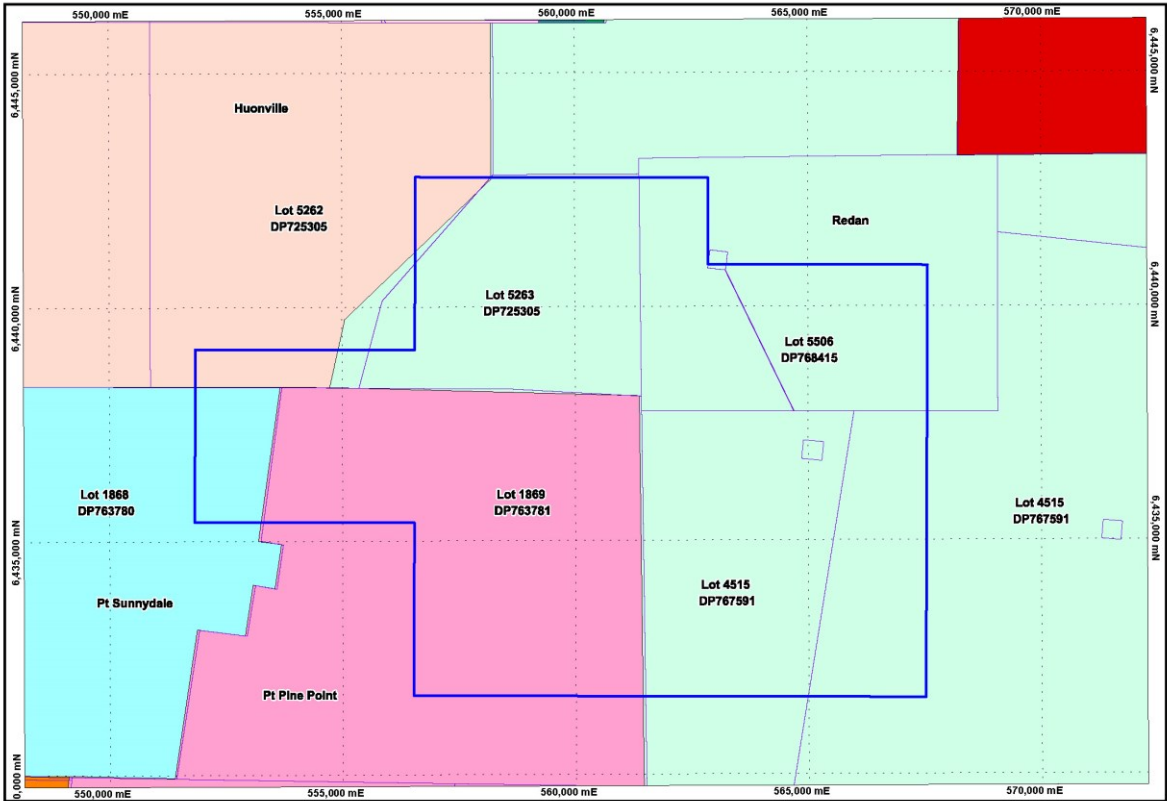 550,000 mE
555,000 mE
560,000 mE
565,000 mE
570,000 mE
6,445,000 mN
6,445,000 mN
Huonville
Lot 5262
DP725305
Redan
Lot 5263
DP725305
6,440,000 mN
6,440,000 mN
Lot 5506
DP768415
Lot 1868
DP763780
Lot 1869
DP763781
Lot 4515
DP767591
6,435,000 mN
6,435,000 mN
Lot 4515
DP767591
Pt Sunnydale
Pt Pine Point
0,000 mN
550,000 mE
555,000 mE
560,000 mE
565,000 mE
570,000 mE